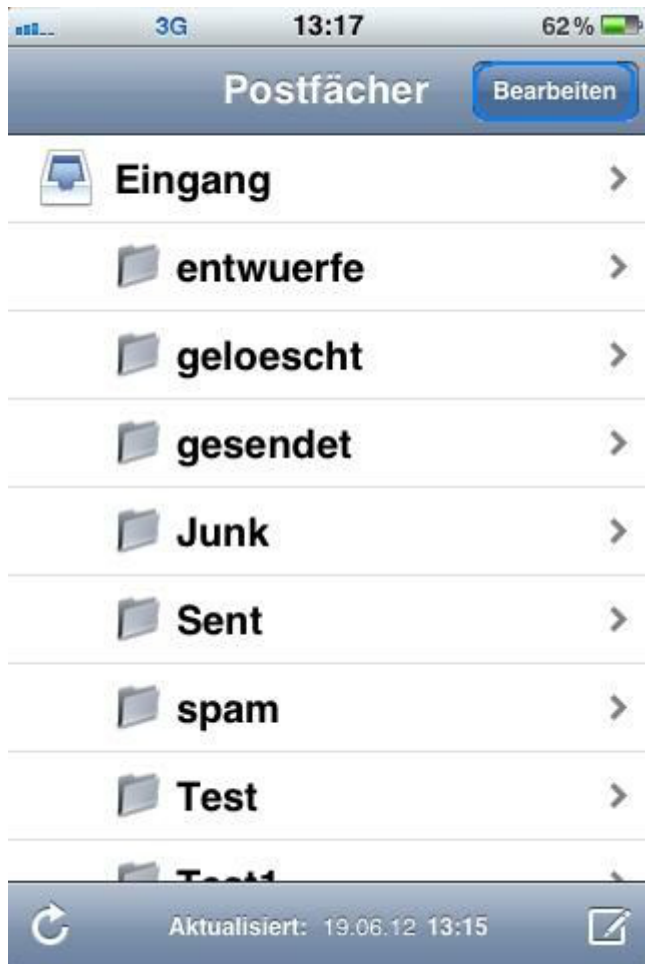 3G 13:17 62 %
Postfächer Bearbeiten
Eingang
entwuerfe
geloescht
gesendet
Junk
Sent
spam
Test
Test1
Aktualisiert: 19.06.12 13:15